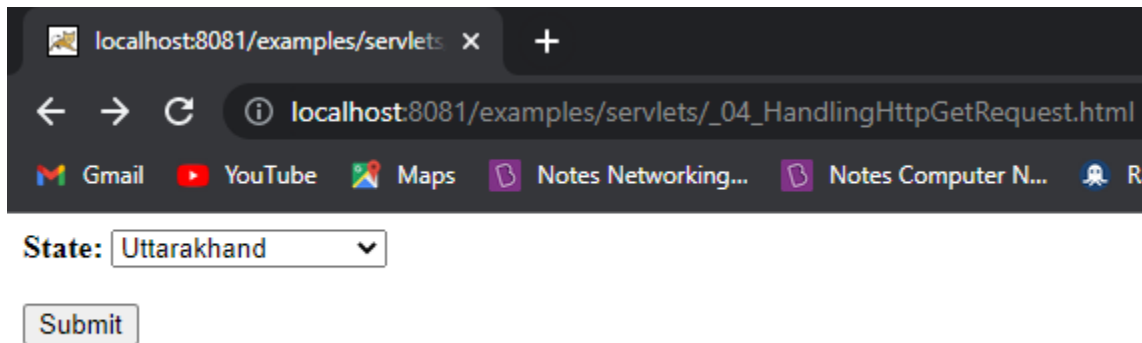 localhost:8081/examples/servlets
localhost:8081/examples/servlets/_04_HandlingHttpGetRequest.html
Gmail YouTube Maps Notes Networking... Notes Computer N... R
State: Uttarakhand
Submit